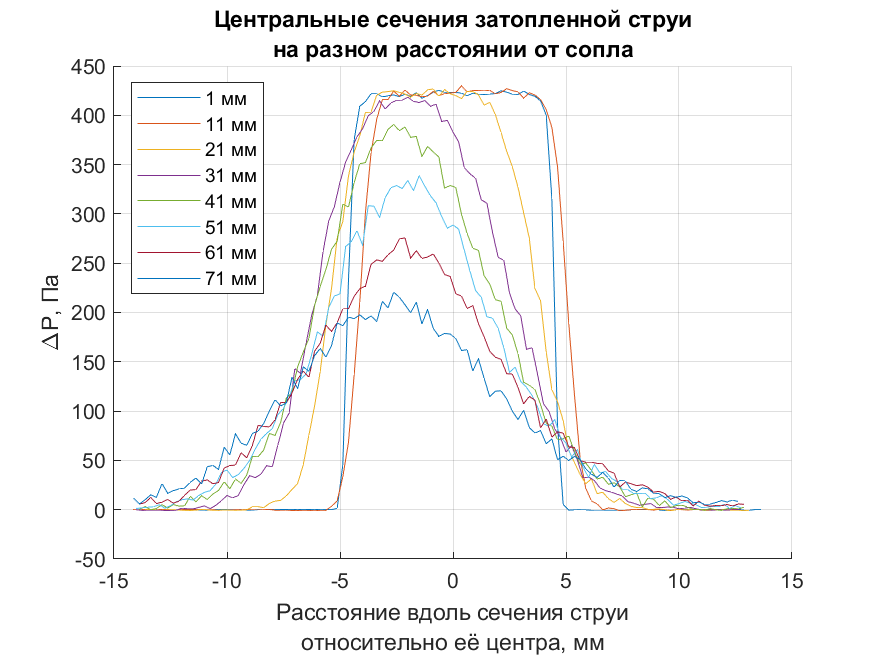 Центральные сечения затопленной струи
на разном расстоянии от сопла
450
400
350
300
250
200
150
100
50
0
-50
ΔP, Па
1 мм
11 мм
21 мм
31 мм
41 мм
51 мм
61 мм
71 мм
-15 -10 -5 0 5 10 15
Расстояние вдоль сечения струи
относительно её центра, мм